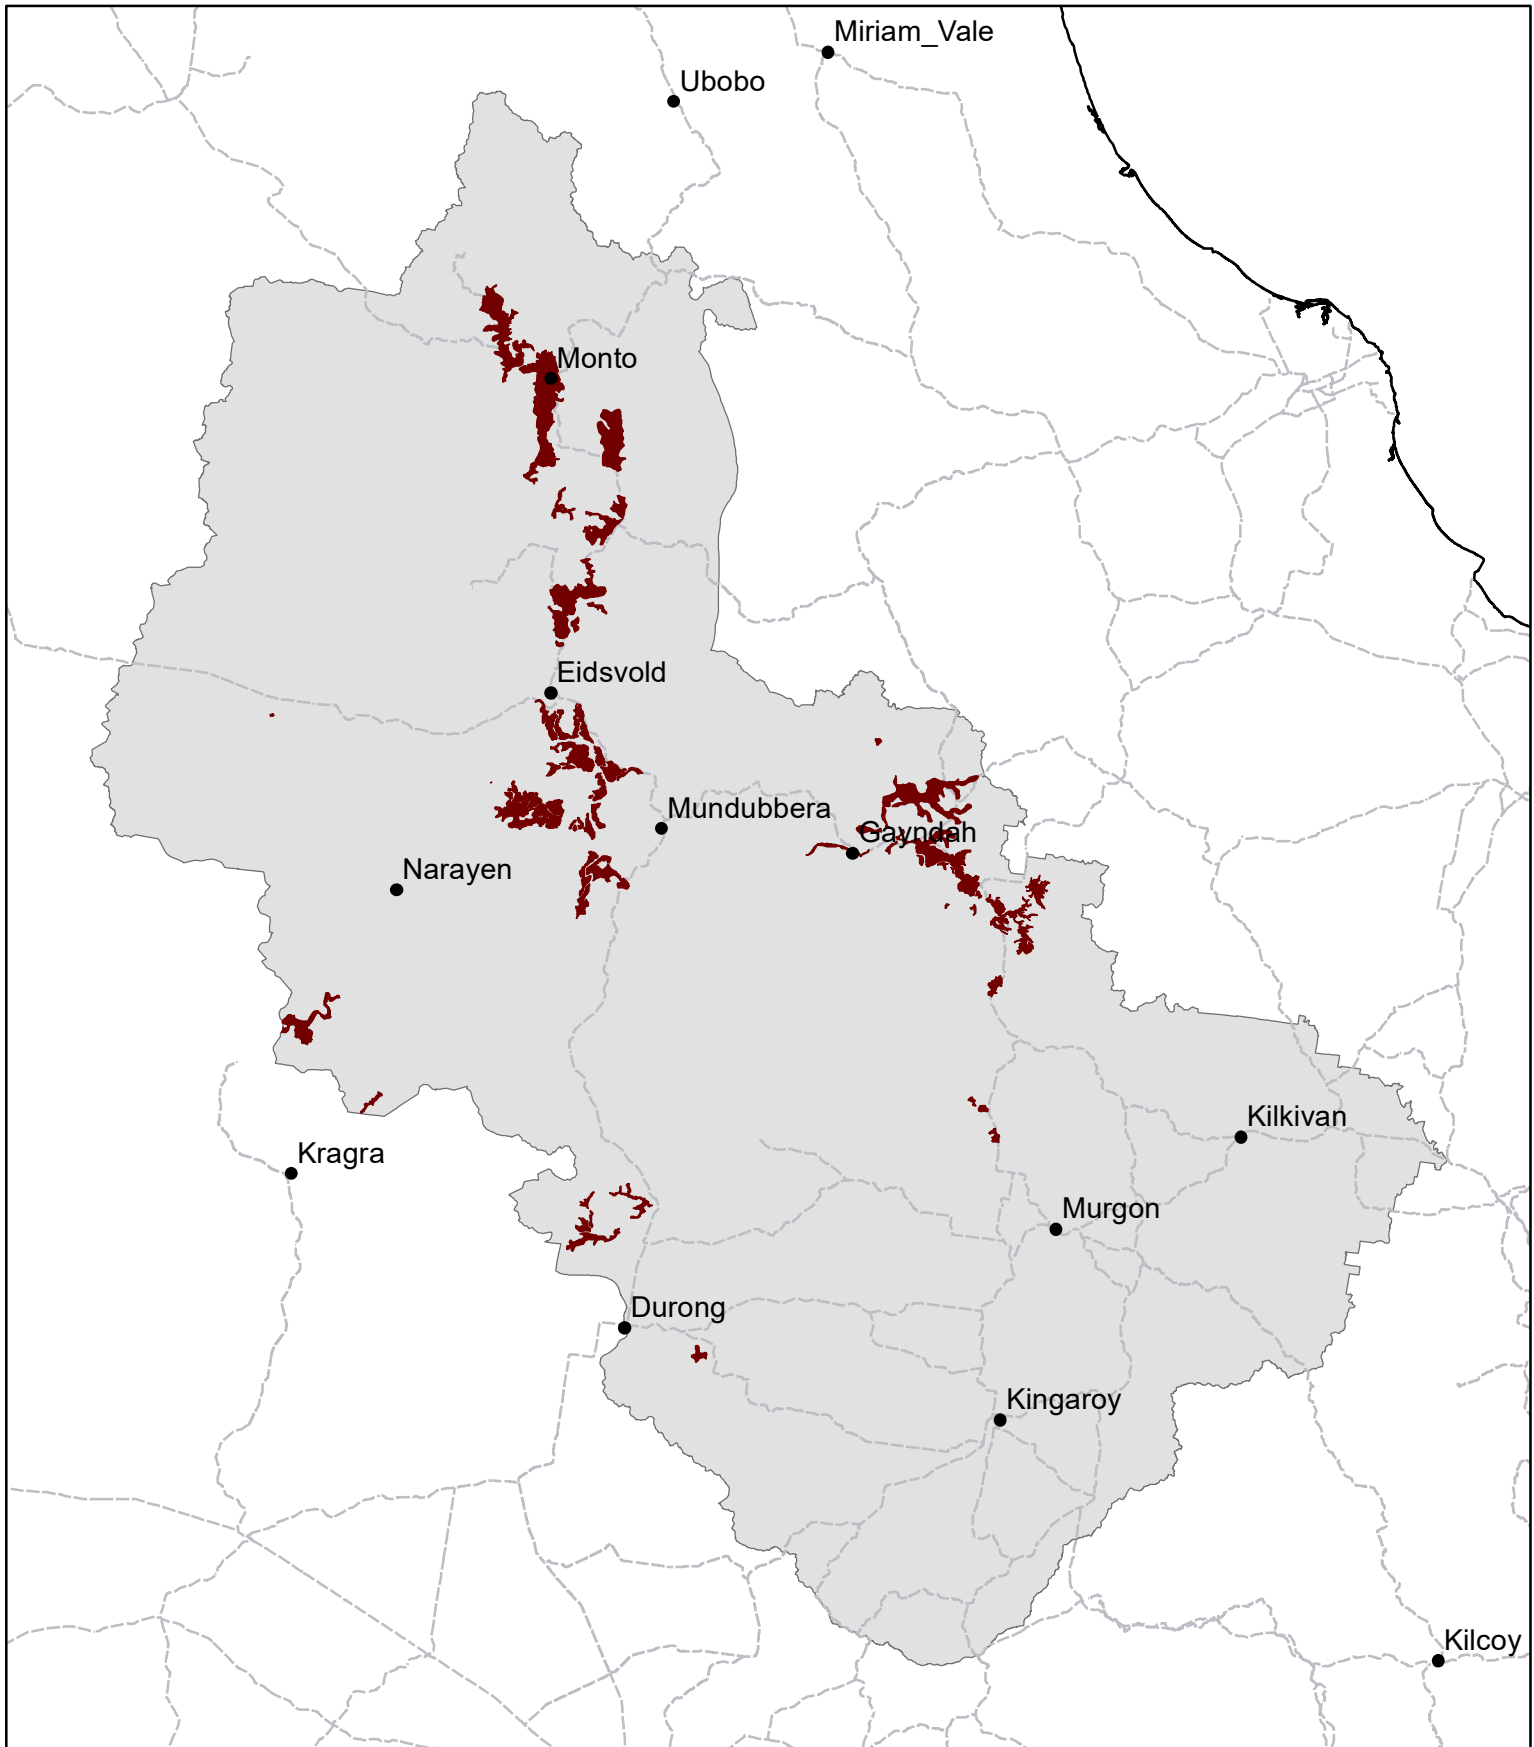 Miriam_Vale
Ubobo
Monto
Eidsvold
Mundubbera
Gayndah
Narayen
Kilkivan
Kragra
Murgon
Durong
Kingaroy
Kilcoy